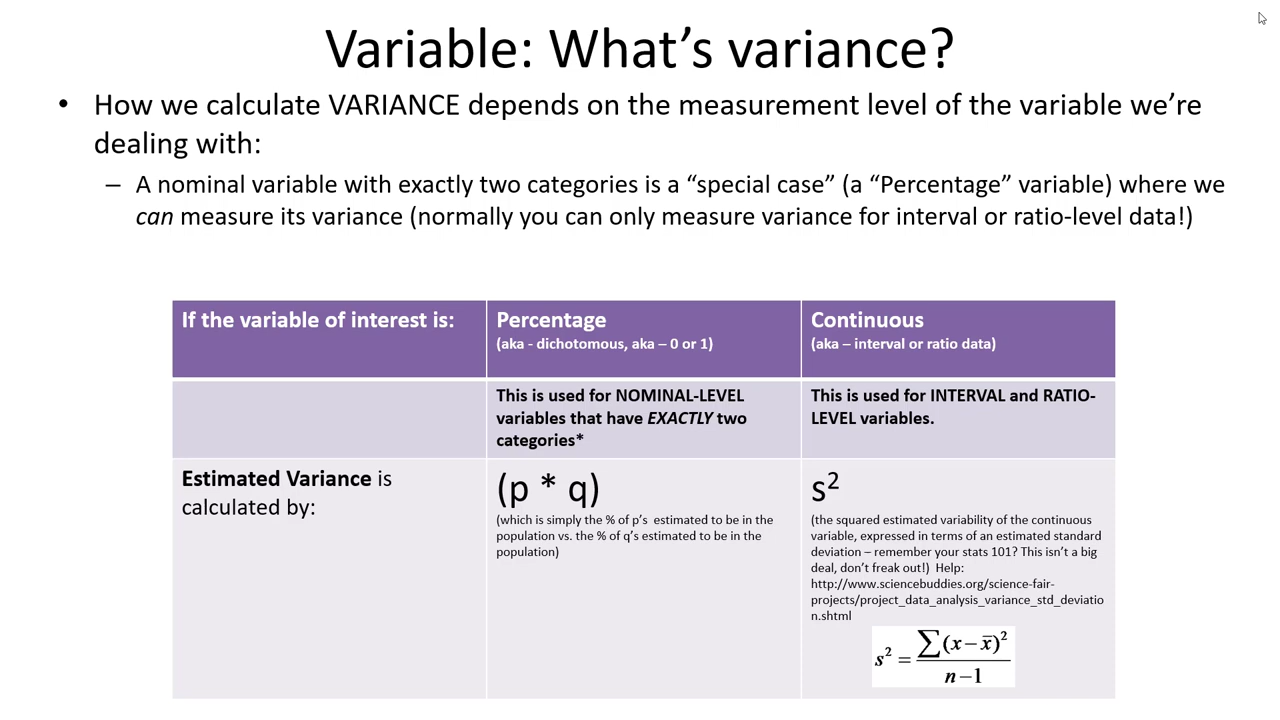 Variable: What's variance?
• How we calculate VARIANCE depends on the measurement level of the variable we're
dealing with:
– A nominal variable with exactly two categories is a “special case” (a “Percentage” variable) where we
can measure its variance (normally you can only measure variance for interval or ratio-level data!)
If the variable of interest is:
Percentage
(aka - dichotomous, aka – 0 or 1)
Continuous
(aka – interval or ratio data)
This is used for NOMINAL-LEVEL
variables that have EXACTLY two
categories*
This is used for INTERVAL and RATIO-
LEVEL variables.
Estimated Variance is
calculated by:
(p * q)
(which is simply the % of p's  estimated to be in the
population vs. the % of q's estimated to be in the
population)
s²
(the squared estimated variability of the continuous
variable, expressed in terms of an estimated standard
deviation – remember your stats 101? This isn't a big
deal, don't freak out!)  Help:
http://www.sciencebuddies.org/science-fair-
projects/project_data_analysis_variance_std_deviatio
n.shtml
s² = ∑(x – x̄)²
n – 1